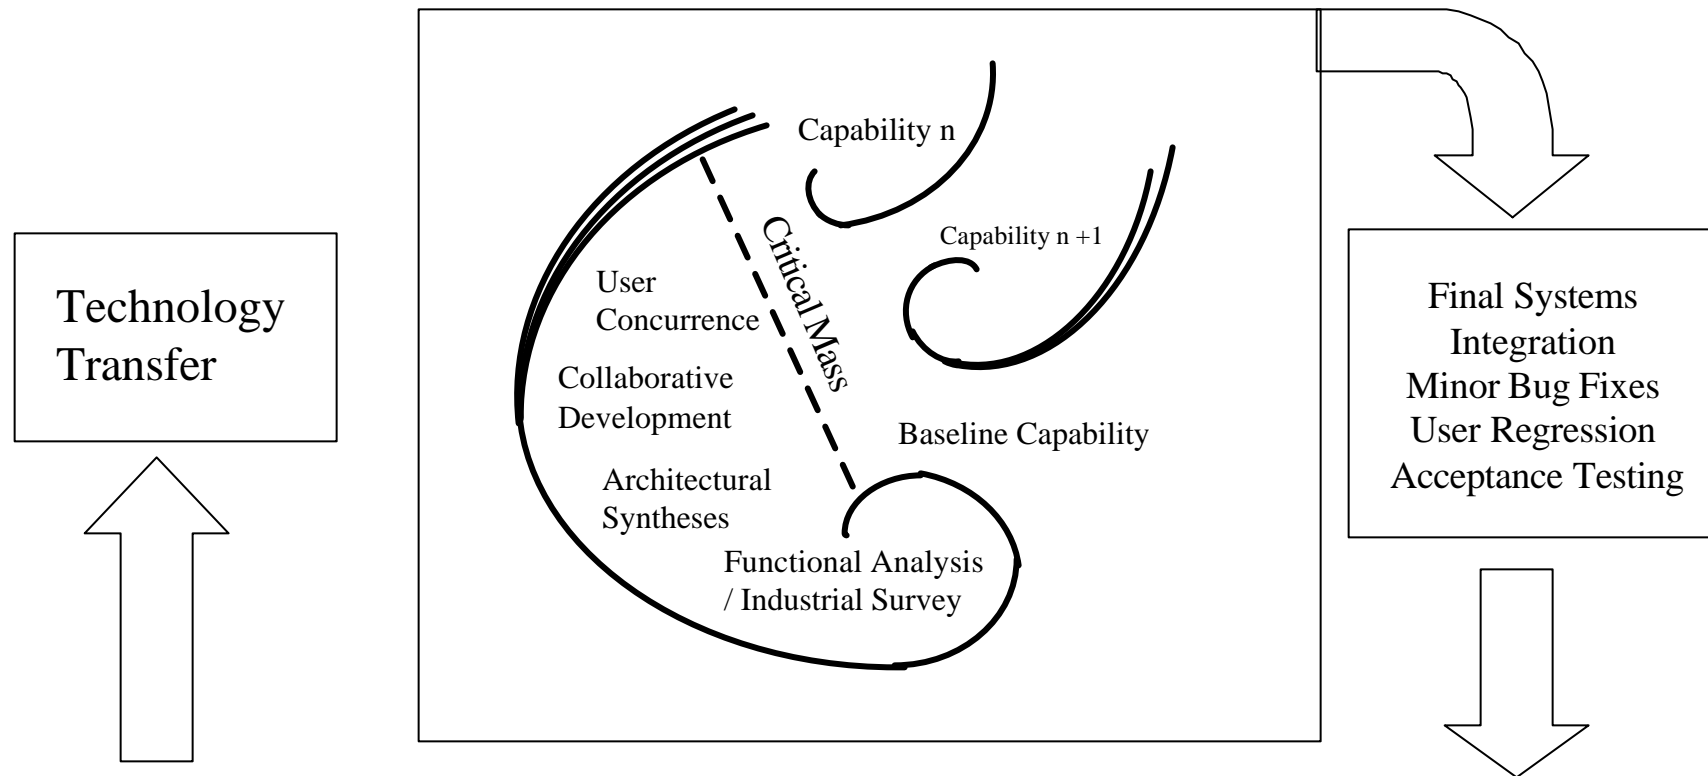 Technology
Transfer
Capability n
Capability n +1
Critical Mass
User
Concurrence
Collaborative
Development
Baseline Capability
Architectural
Syntheses
Functional Analysis
/ Industrial Survey
Final Systems
Integration
Minor Bug Fixes
User Regression
Acceptance Testing